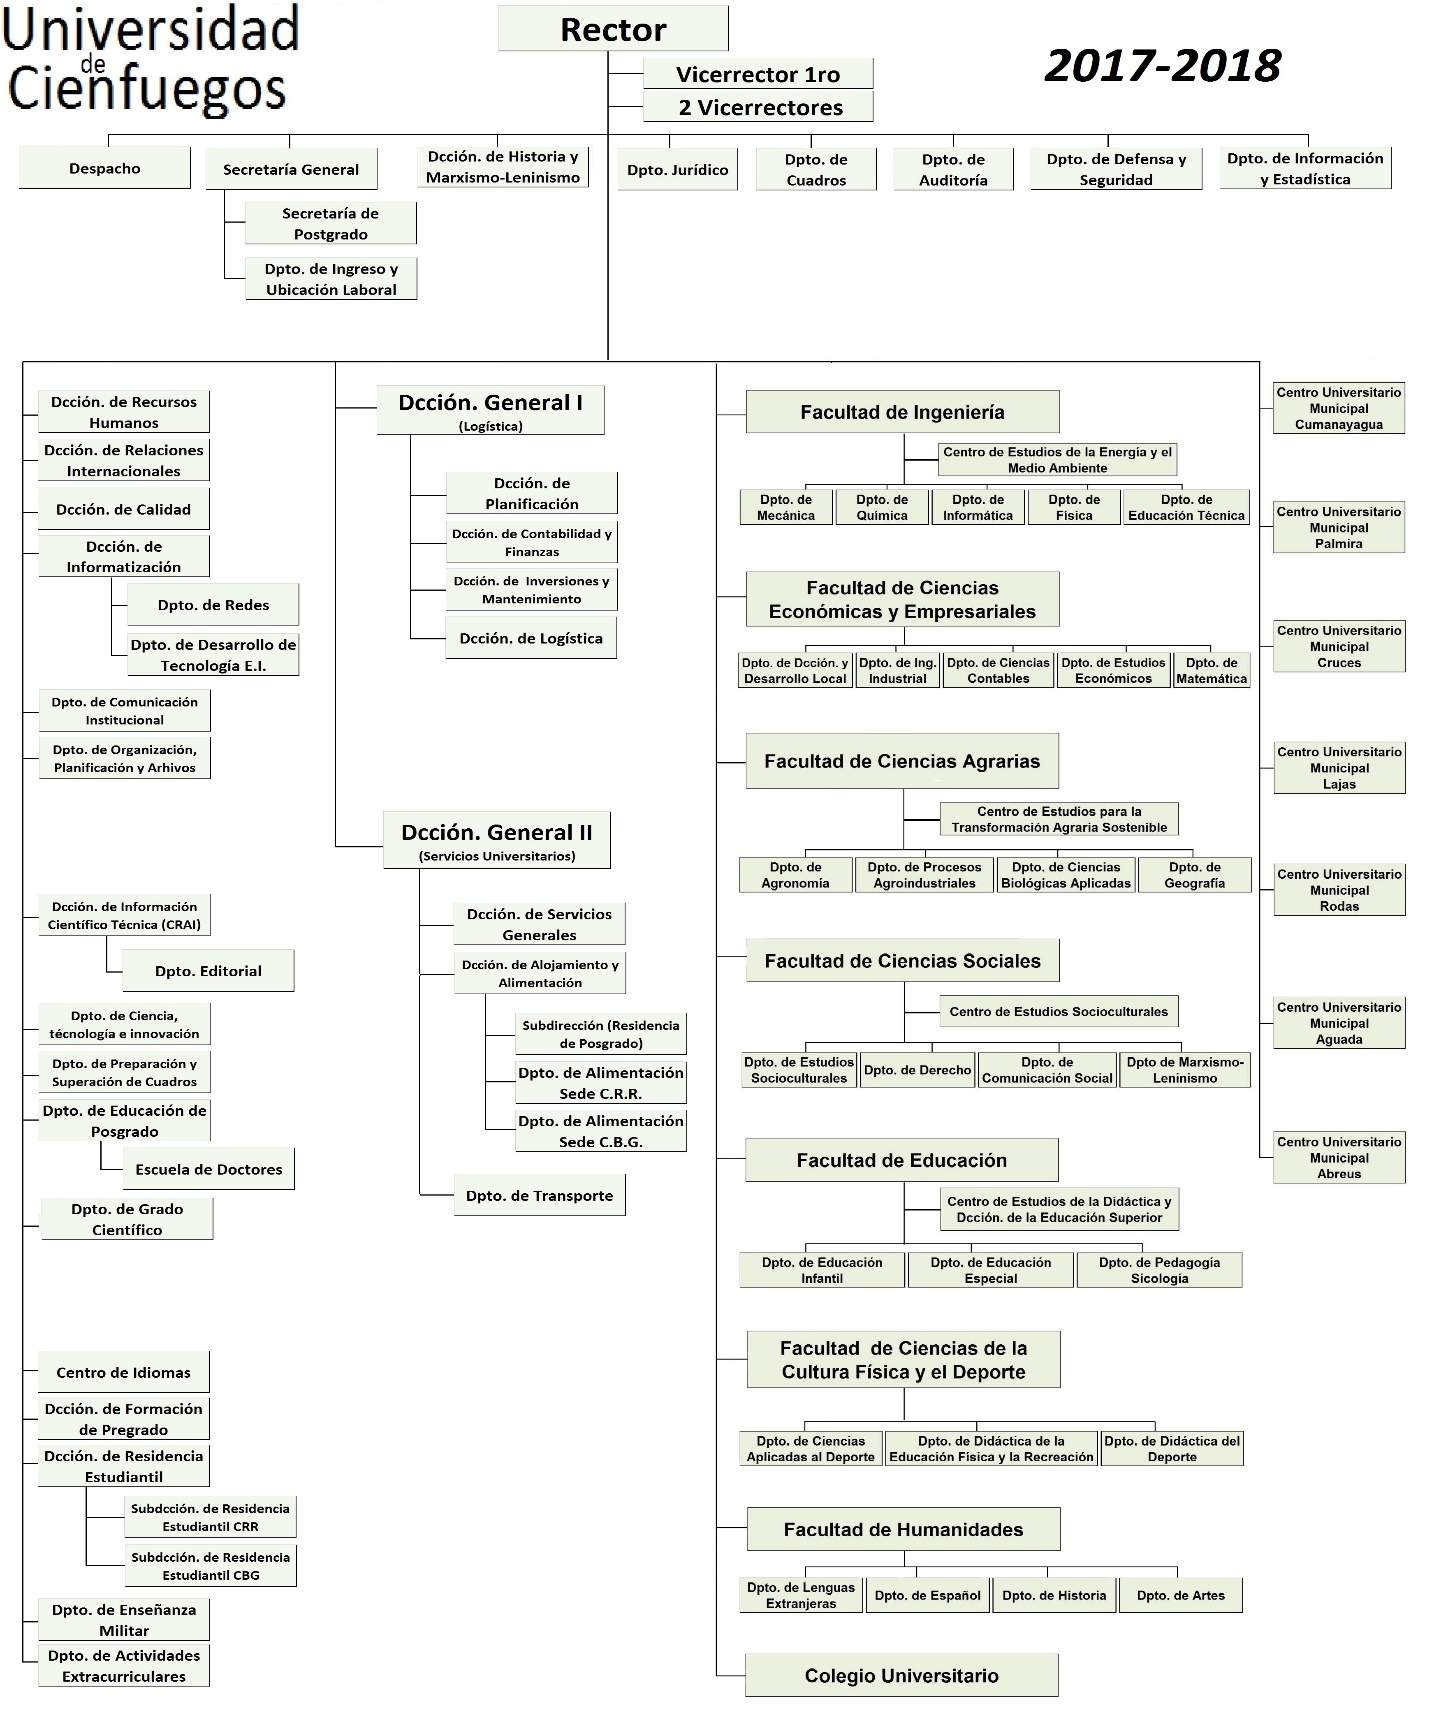 Universidad
de
Cienfuegos
Rector
Vicerrector 1ro
2 Vicerrectores
2017-2018
Despacho
Secretaría General
Dcción. de Historia y
Marxismo-Leninismo
Dpto. Jurídico
Dpto. de
Cuadros
Dpto. de
Auditoría
Dpto. de Defensa y
Seguridad
Dpto. de Información
y Estadística
Secretaría de
Postgrado
Dpto. de Ingreso y
Ubicación Laboral
Dcción. de Recursos
Humanos
Dcción. de Relaciones
Internacionales
Dcción. de Calidad
Dcción. de
Informatización
Dpto. de Redes
Dpto. de Desarrollo de
Tecnología E.I.
Dpto. de Comunicación
Institucional
Dpto. de Organización,
Planificación y Arhivos
Dcción. de Información
Científico Técnica (CRAI)
Dpto. Editorial
Dpto. de Ciencia,
técnología e innovación
Dpto. de Preparación y
Superación de Cuadros
Dpto. de Educación de
Posgrado
Escuela de Doctores
Dpto. de Grado
Científico
Centro de Idiomas
Dcción. de Formación
de Pregrado
Dcción. de Residencia
Estudiantil
Subdcción. de Residencia
Estudiantil CRR
Subdcción. de Residencia
Estudiantil CBG
Dpto. de Enseñanza
Militar
Dpto. de Actividades
Extracurriculares
Dcción. General I
(Logística)
Dcción. de
Planificación
Dcción. de Contabilidad y
Finanzas
Dcción. de Inversiones y
Mantenimiento
Dcción. de Logística
Dcción. General II
(Servicios Universitarios)
Dcción. de Servicios
Generales
Dcción. de Alojamiento y
Alimentación
Subdirección (Residencia
de Posgrado)
Dpto. de Alimentación
Sede C.R.R.
Dpto. de Alimentación
Sede C.B.G.
Dpto. de Transporte
Facultad de Ingeniería
Centro de Estudios de la Energía y el
Medio Ambiente
Dpto. de
Mecánica
Dpto. de
Química
Dpto. de
Informática
Dpto. de
Física
Dpto. de
Educación Técnica
Facultad de Ciencias
Económicas y Empresariales
Dpto. de Dcción. y
Desarrollo Local
Dpto. de Ing.
Industrial
Dpto. de Ciencias
Contables
Dpto. de Estudios
Económicos
Dpto. de
Matemática
Facultad de Ciencias Agrarias
Centro de Estudios para la
Transformación Agraria Sostenible
Dpto. de
Agronomía
Dpto. de Procesos
Agroindustriales
Dpto. de Ciencias
Biológicas Aplicadas
Dpto. de
Geografía
Facultad de Ciencias Sociales
Centro de Estudios Socioculturales
Dpto. de Estudios
Socioculturales
Dpto. de Derecho
Dpto. de
Comunicación Social
Dpto de Marxismo-
Leninismo
Facultad de Educación
Centro de Estudios de la Didáctica y
Dcción. de la Educación Superior
Dpto. de Educación
Infantil
Dpto. de Educación
Especial
Dpto. de Pedagogía
Sicología
Facultad de Ciencias de la
Cultura Física y el Deporte
Dpto. de Ciencias
Aplicadas al Deporte
Dpto. de Didáctica de la
Educación Física y la Recreación
Dpto. de Didáctica del
Deporte
Facultad de Humanidades
Dpto. de Lenguas
Extranjeras
Dpto. de Español
Dpto. de Historia
Dpto. de Artes
Colegio Universitario
Centro Universitario
Municipal
Cumanayagua
Centro Universitario
Municipal
Palmira
Centro Universitario
Municipal
Cruces
Centro Universitario
Municipal
Lajas
Centro Universitario
Municipal
Rodas
Centro Universitario
Municipal
Aguada
Centro Universitario
Municipal
Abreus